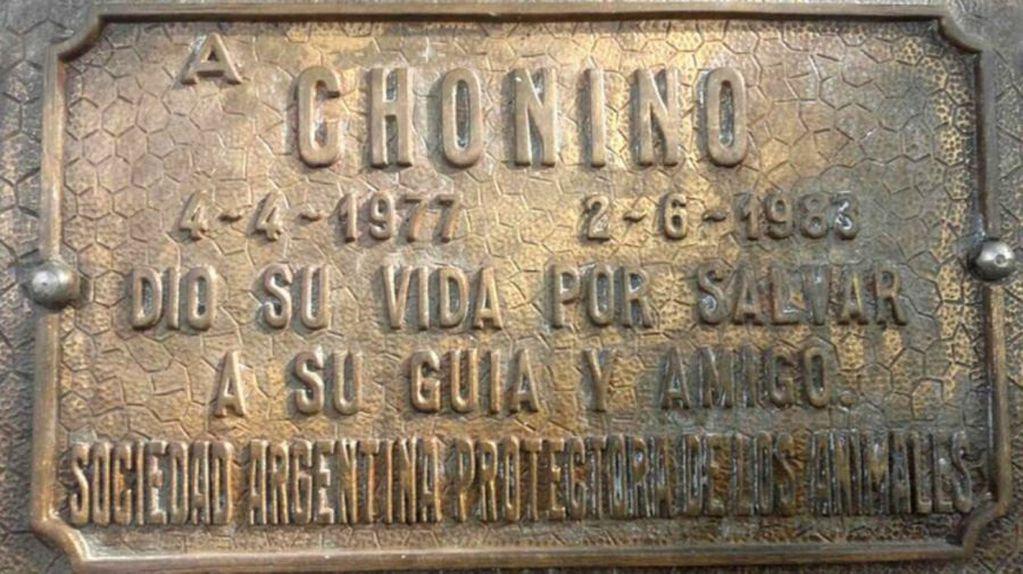 A
CHONINO
4-4-1977 2-6-1983
DIO SU VIDA POR SALVAR
A SU GUIA Y AMIGO.
SOCIEDAD ARGENTINA PROTECTORA DE LOS ANIMALES